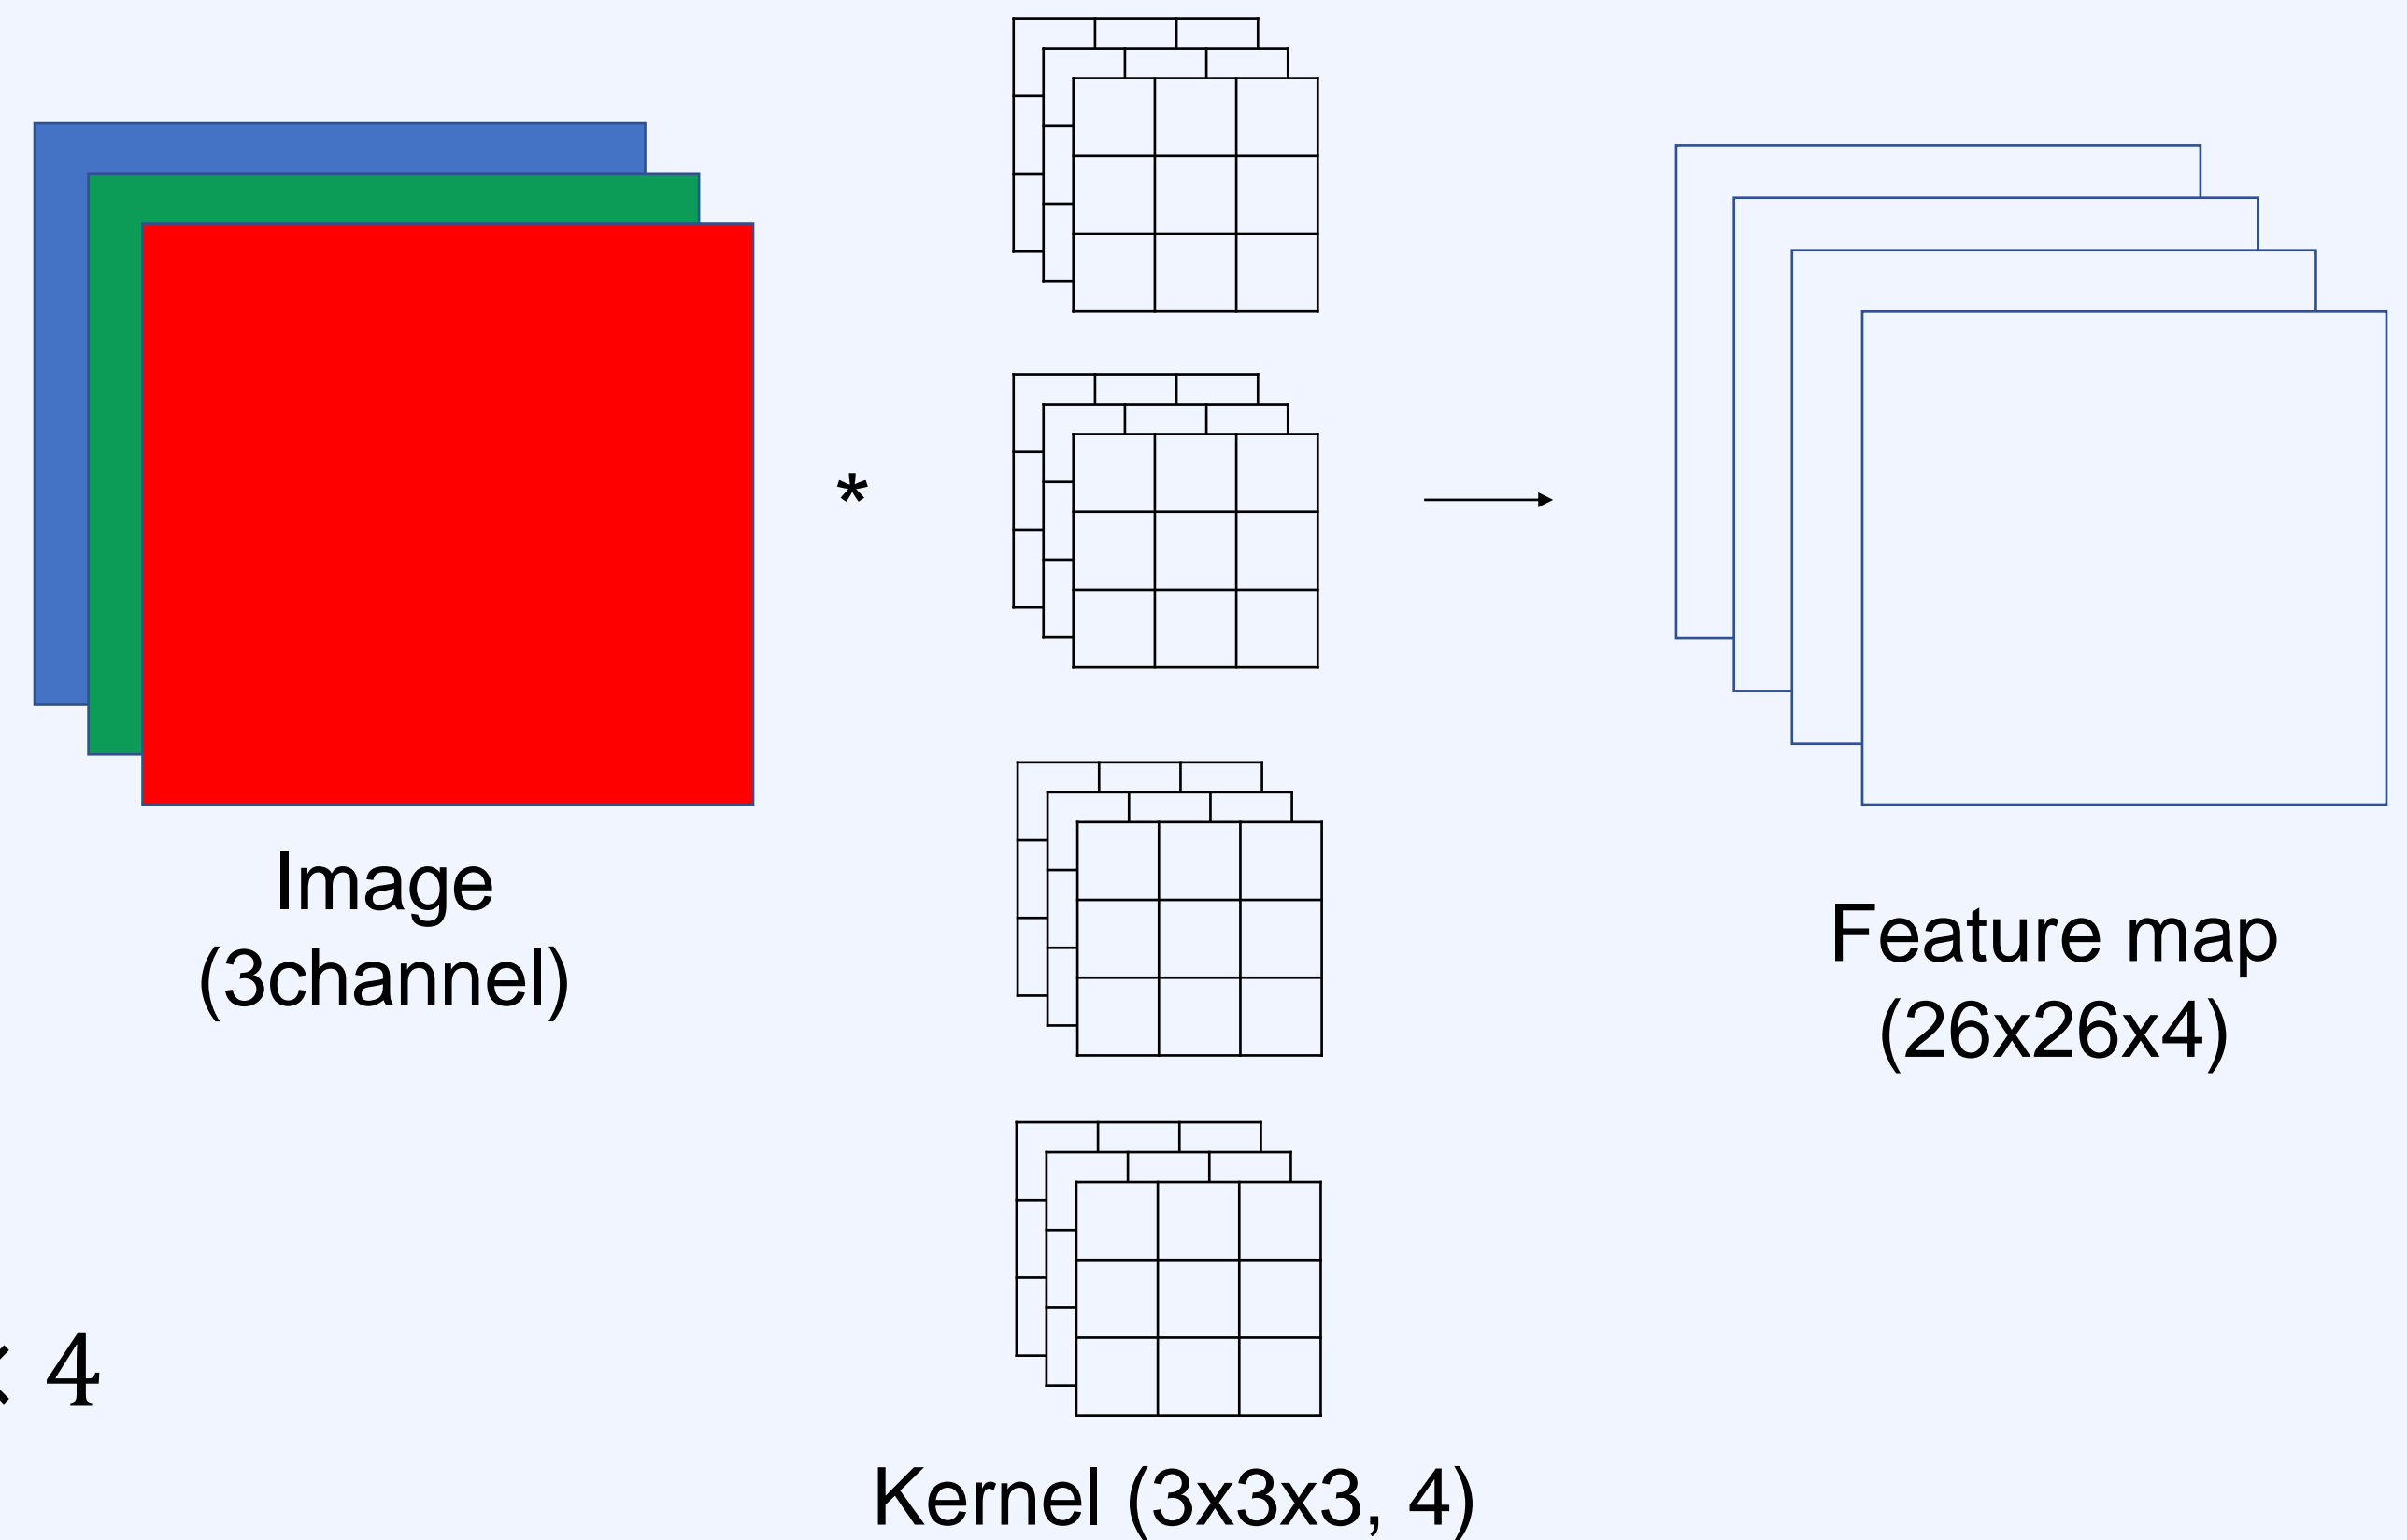 *
Image
(3channel)
Feature map
(26x26x4)
× 4
Kernel (3x3x3, 4)